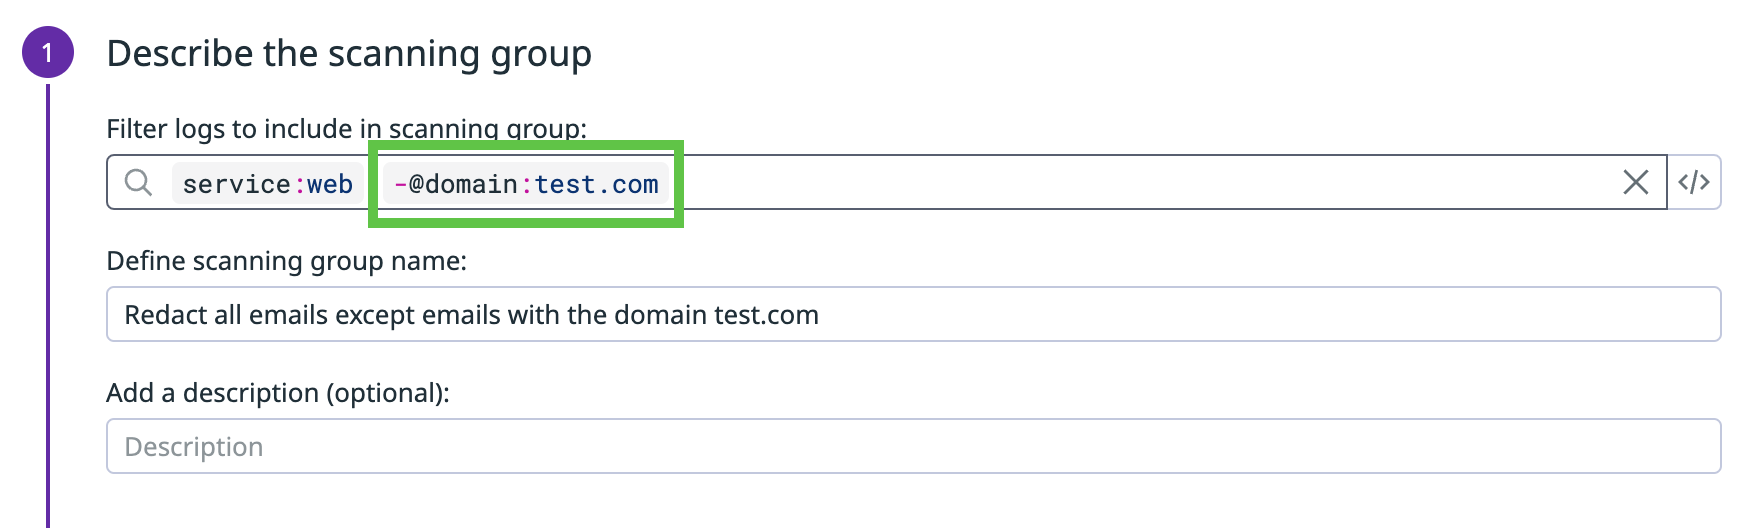 1
Describe the scanning group
Filter logs to include in scanning group:
service:web -@domain:test.com </>
Define scanning group name:
Redact all emails except emails with the domain test.com
Add a description (optional):
Description